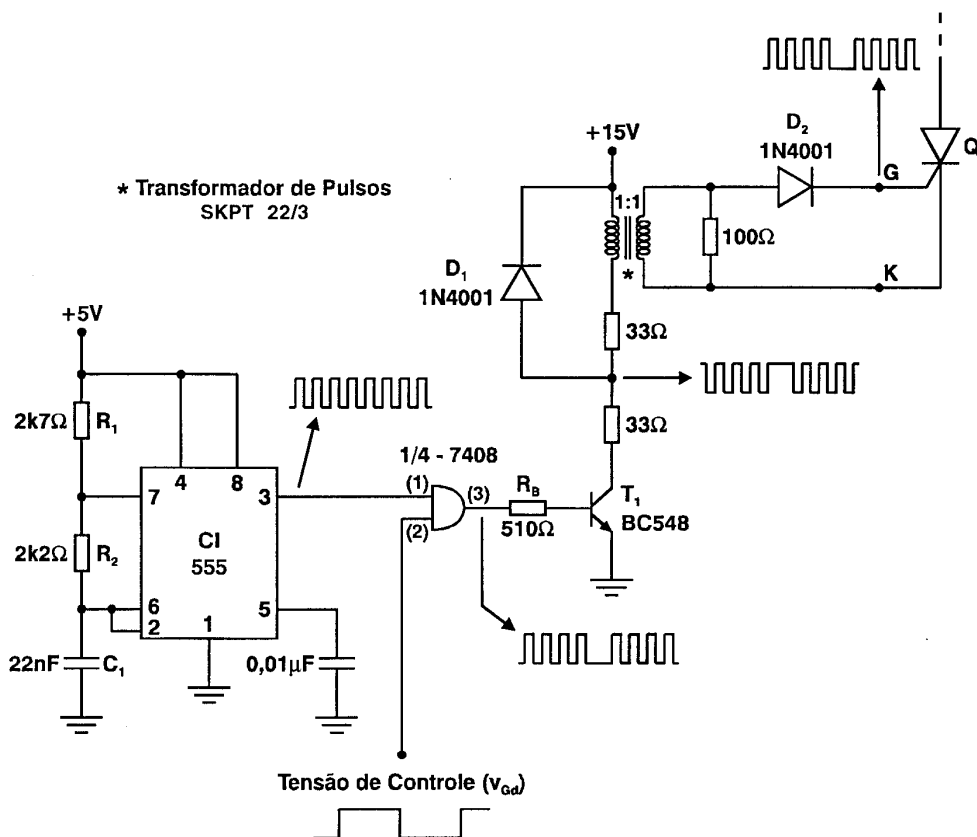 +15V
D2
1N4001
G
Q
* Transformador de Pulsos
SKPT 22/3
1:1
*
100Ω
K
D1
1N4001
33Ω
+5V
33Ω
2k7Ω
R1
1/4 - 7408
4
8
3
7
(1)
(2)
(3)
RB
510Ω
T1
BC548
2k2Ω
R2
CI
555
6
2
1
5
22nF
C1
0,01µF
Tensão de Controle (vGd)